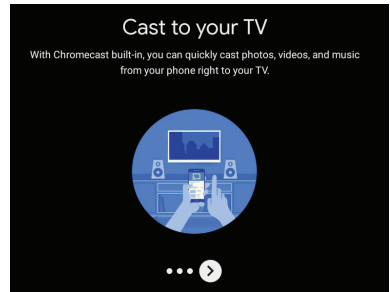 Cast to your TV
With Chromecast built-in, you can quickly cast photos, videos, and music
from your phone right to your TV.